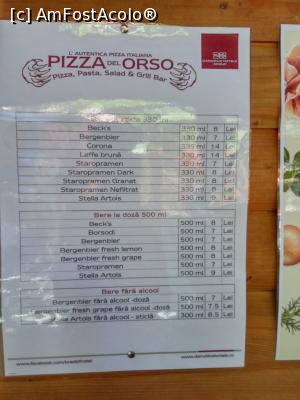 [c] AmFostAcolo®
L'AUTENTICA PIZZA ITALIANA
PIZZA DEL ORSO
Pizza, Pasta, Salad & Grill Bar
330 ml
Beck's 330 ml 8 Lei
Bergenbier 330 ml 7 Lei
Corona 330 ml 14 Lei
Leffe brună 330 ml 14 Lei
Staropramen 330 ml 7 Lei
Staropramen Dark 330 ml 8 Lei
Staropramen Granat 330 ml 8 Lei
Staropramen Nefiltrat 330 ml 8 Lei
Stella Artois 330 ml 9 Lei
Bere la doză 500 ml
Beck's 500 ml 8 Lei
Borsodi 500 ml 7 Lei
Bergenbier 500 ml 7 Lei
Bergenbier fresh lemon 500 ml 8 Lei
Bergenbier fresh grape 500 ml 8 Lei
Staropramen 500 ml 7 Lei
Stella Artois 500 ml 9 Lei
Bere fără alcool
Bergenbier fără alcool -doză 500 ml 7 Lei
Bergenbier fresh grape fără alcool -doză 500 ml 7.5 Lei
Stella Artois fără alcool - sticlă 300 ml 8.5 Lei